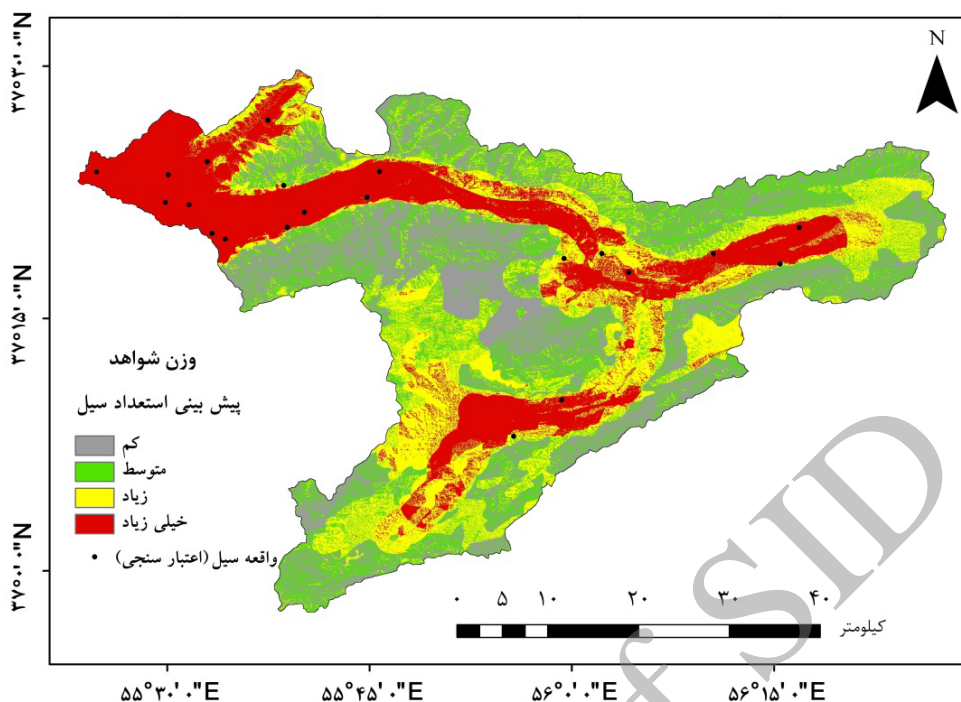 N
۳۷°۳۰'۰"N
۳۷°۱۵'۰"N
۳۷°۰'۰"N
وزن شواهد
پیش بینی استعداد سیل
کم
متوسط
زیاد
خیلی زیاد
واقعه سیل (اعتبار سنجی)
۰ ۵ ۱۰ ۲۰ ۳۰ ۴۰
کیلومتر
۵۵°۳۰'۰"E ۵۵°۴۵'۰"E ۵۶°۰'۰"E ۵۶°۱۵'۰"E
f SID